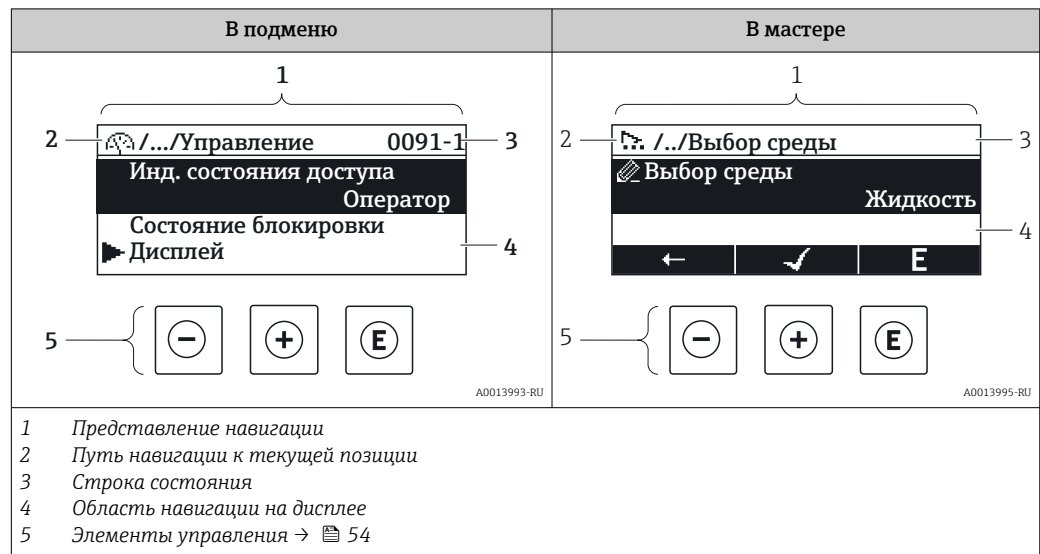 В подменю
В мастере
1
2
/.../Управление 0091-1
3
Инд. состояния доступа
Оператор
Состояние блокировки
Дисплей
4
5
E
A0013993-RU
1
2
/../Выбор среды
3
Выбор среды
Жидкость
4
E
5
E
A0013995-RU
1 Представление навигации
2 Путь навигации к текущей позиции
3 Строка состояния
4 Область навигации на дисплее
5 Элементы управления → 54